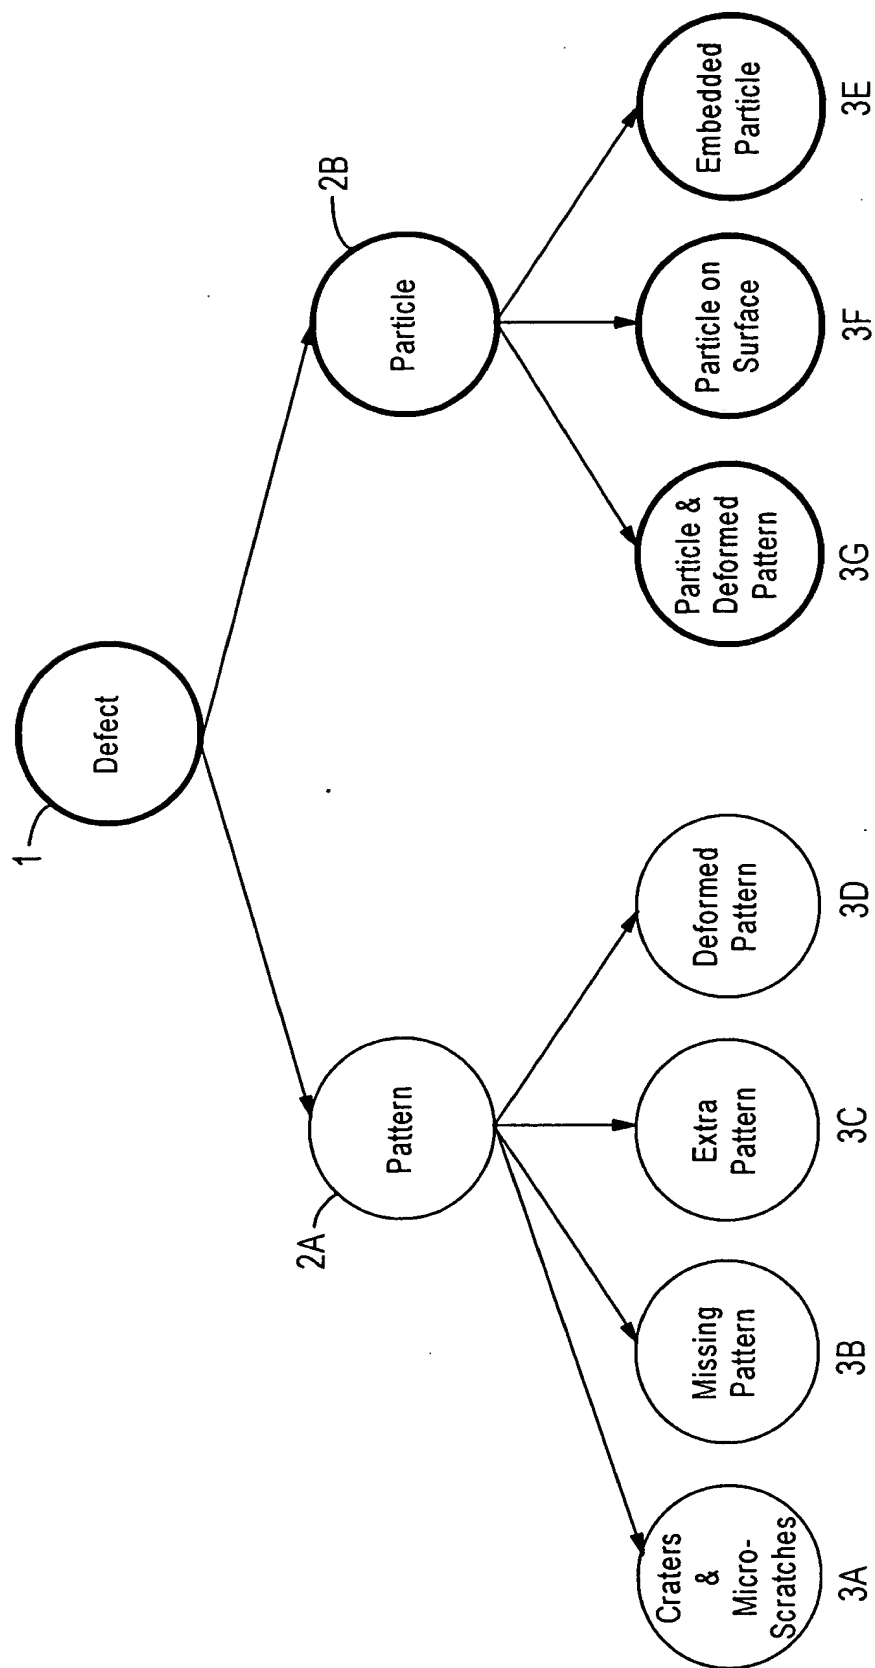 1
Defect
2A
Pattern
2B
Particle
Craters
&
Micro-
Scratches
3A
Missing
Pattern
3B
Extra
Pattern
3C
Deformed
Pattern
3D
Particle &
Deformed
Pattern
3G
Particle on
Surface
3F
Embedded
Particle
3E